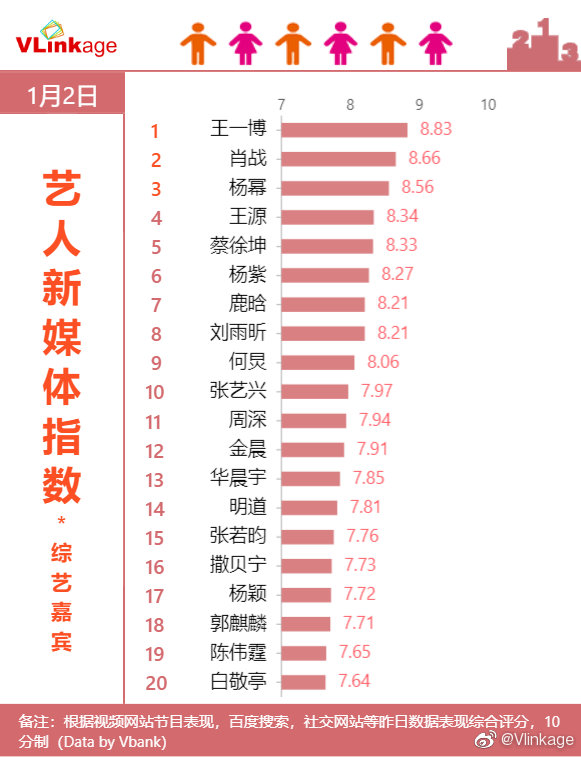 VLinkage
1
2
3
1月2日
艺人新媒体指数
*综艺嘉宾
7 8 9 10
1 王一博 8.83
2 肖战 8.66
3 杨幂 8.56
4 王源 8.34
5 蔡徐坤 8.33
6 杨紫 8.27
7 鹿晗 8.21
8 刘雨昕 8.21
9 何炅 8.06
10 张艺兴 7.97
11 周深 7.94
12 金晨 7.91
13 华晨宇 7.85
14 明道 7.81
15 张若昀 7.76
16 撒贝宁 7.73
17 杨颖 7.72
18 郭麒麟 7.71
19 陈伟霆 7.65
20 白敬亭 7.64
备注：根据视频网站节目表现，百度搜索，社交网站等昨日数据表现综合评分，10
分制（Data by Vbank）
@Vlinkage